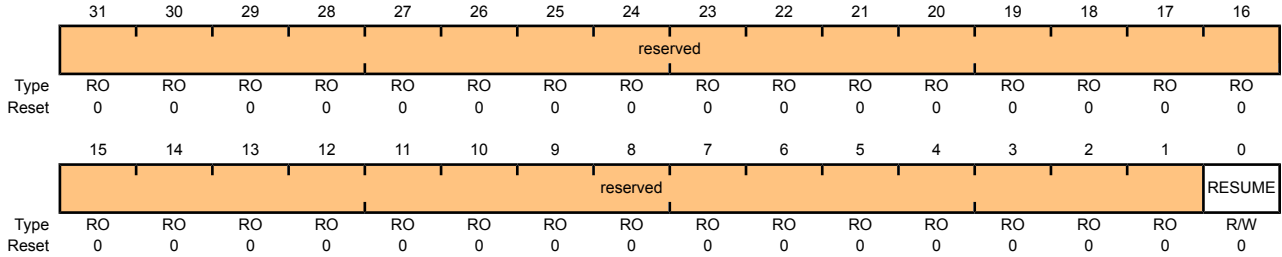 31 30 29 28 27 26 25 24 23 22 21 20 19 18 17 16
reserved
Type RO RO RO RO RO RO RO RO RO RO RO RO RO RO RO RO
Reset 0 0 0 0 0 0 0 0 0 0 0 0 0 0 0 0
15 14 13 12 11 10 9 8 7 6 5 4 3 2 1 0
reserved RESUME
Type RO RO RO RO RO RO RO RO RO RO RO RO RO RO RO R/W
Reset 0 0 0 0 0 0 0 0 0 0 0 0 0 0 0 0